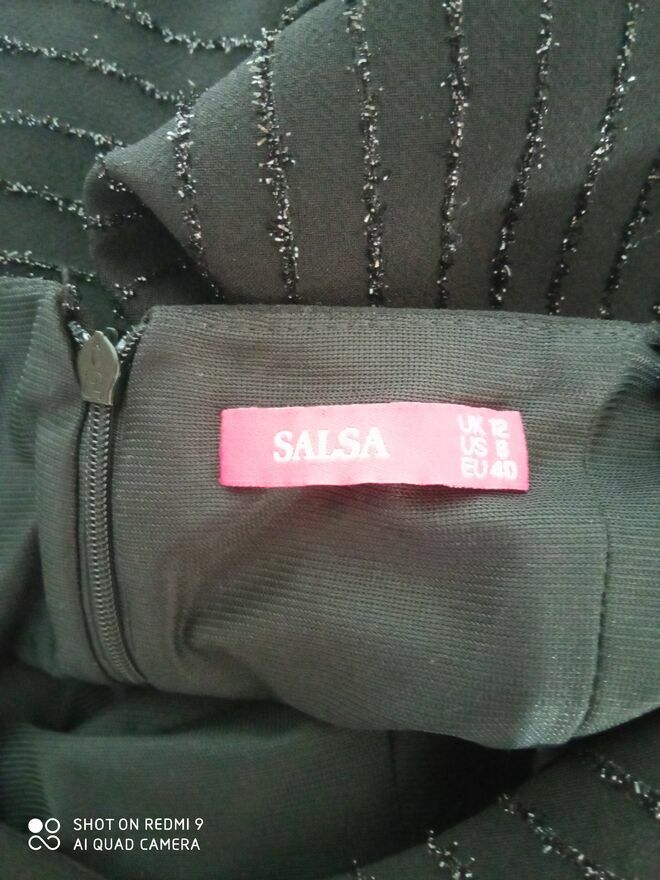 SALSA
UK 12
US 8
EU 40
SHOT ON REDMI 9
AI QUAD CAMERA